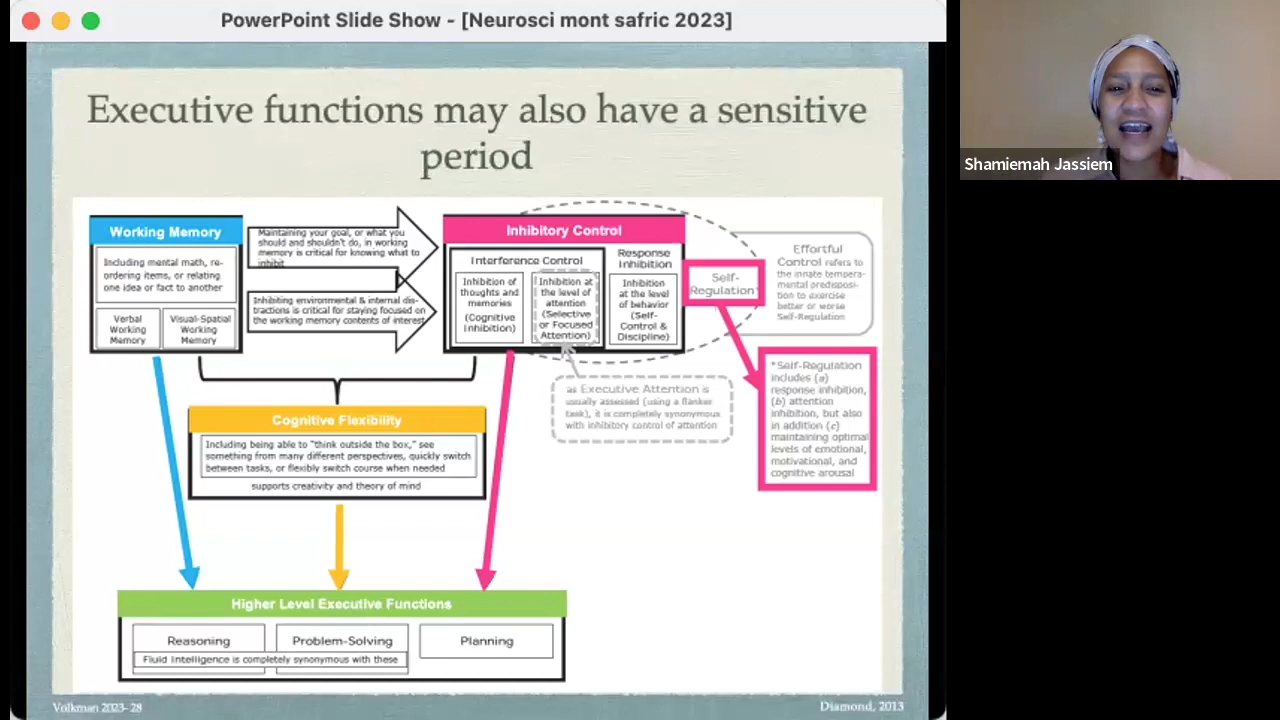 PowerPoint Slide Show - [Neurosci mont safric 2023]
Shamiemah Jassiem
Executive functions may also have a sensitive
period
Working Memory
Including mental math, re-
ordering items, or relating
one idea or fact to another
Verbal
Working
Memory
Visual-Spatial
Working
Memory
Maintaining your goal, or what you
should and shouldn't do, in working
memory is critical for knowing what to
inhibit
Inhibiting environmental & internal dis-
tractions is critical for staying focused on
the working memory contents of interest
Inhibitory Control
Interference Control
Inhibition of
thoughts and
memories
(Cognitive
Inhibition)
Inhibition at
the level of
attention
(Selective
or Focused
Attention)
Response
Inhibition
Inhibition
at the level
of behavior
(Self-
Control &
Discipline)
Self-
Regulation*
Effortful
Control refers to
the innate tempera-
mental predisposi-
tion to exercise
better or worse
Self-Regulation
as Executive Attention is
usually assessed (using a flanker
task), it is completely synonymous
with inhibitory control of attention
*Self-Regulation
includes (a)
response inhibition,
(b) attention
inhibition, but also
in addition (c)
maintaining optimal
levels of emotional,
motivational, and
cognitive arousal
Cognitive Flexibility
Including being able to "think outside the box," see
something from many different perspectives, quickly switch
between tasks, or flexibly switch course when needed
supports creativity and theory of mind
Higher Level Executive Functions
Reasoning
Problem-Solving
Planning
Fluid Intelligence is completely synonymous with these
Volkman 2023- 28
Diamond, 2013